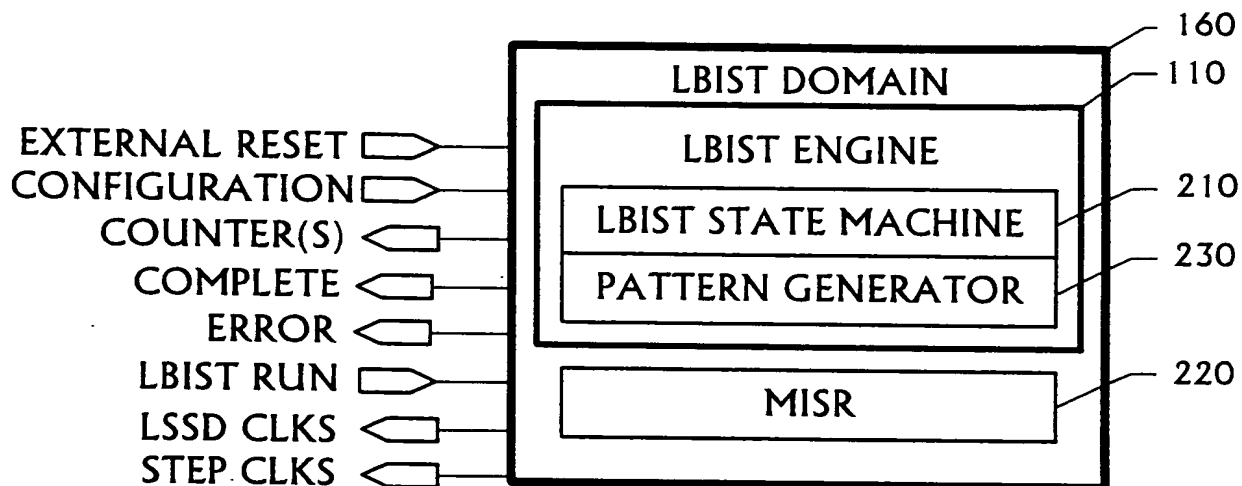 160
LBIST DOMAIN
110
EXTERNAL RESET
LBIST ENGINE
CONFIGURATION
210
LBIST STATE MACHINE
COUNTER(S)
230
COMPLETE
PATTERN GENERATOR
ERROR
LBIST RUN
220
MISR
LSSD CLKS
STEP CLKS